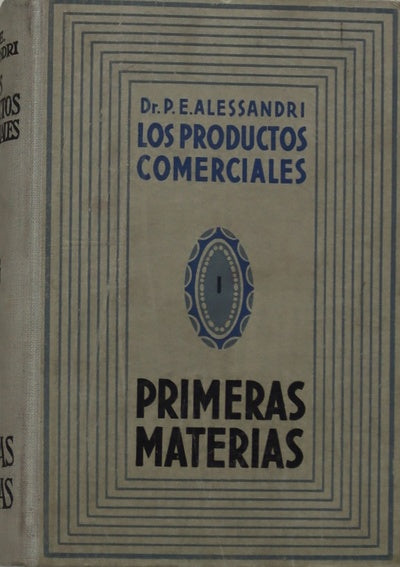 Dr. P. E. ALESSANDRI
LOS PRODUCTOS
COMERCIALES
I
PRIMERAS
MATERIAS